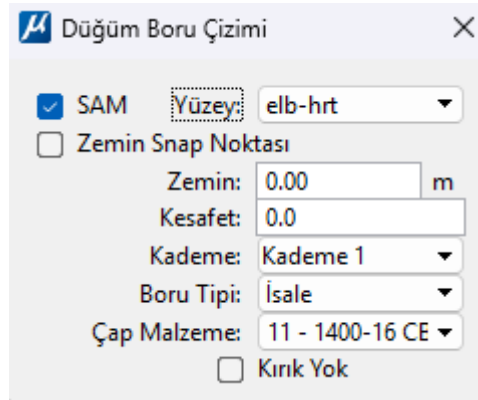 Düğüm Boru Çizimi
SAM Yüzey: elb-hrt
Zemin Snap Noktası
Zemin: 0.00 m
Kesafet: 0.0
Kademe: Kademe 1
Boru Tipi: İsale
Çap Malzeme: 11 - 1400-16 CE
Kırık Yok